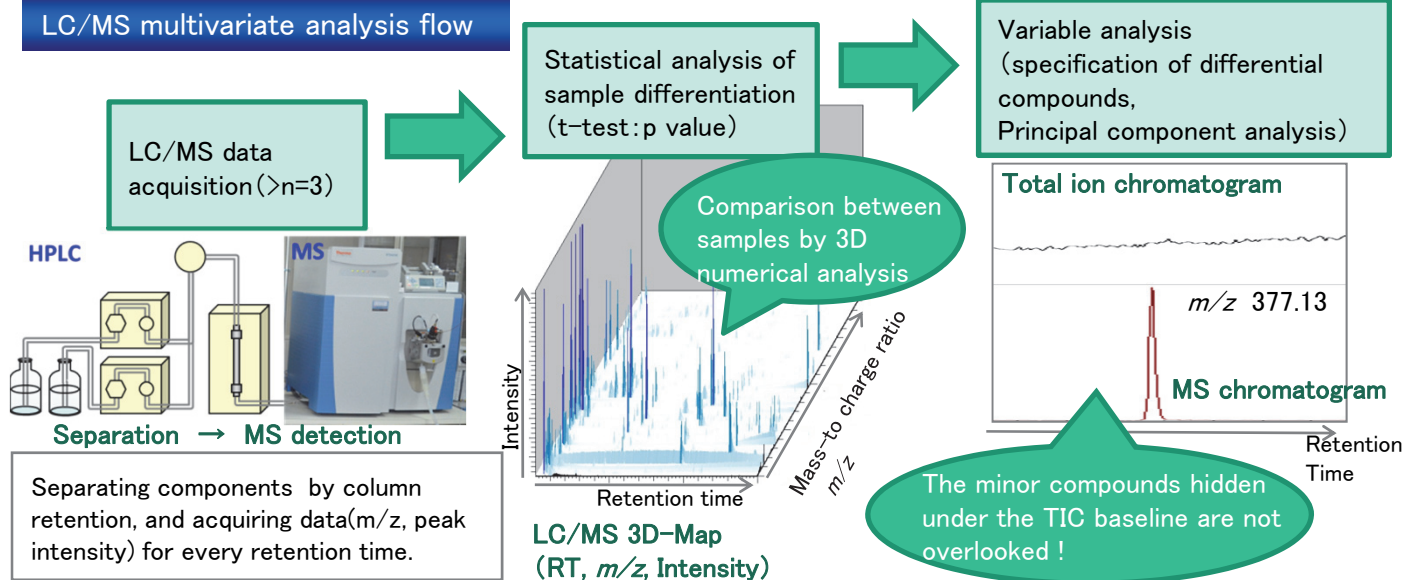 LC/MS multivariate analysis flow
LC/MS data
acquisition(>n=3)
Statistical analysis of
sample differentiation
(t-test:p value)
Variable analysis
(specification of differential
compounds,
Principal component analysis)
HPLC
MS
Separation → MS detection
Separating components by column
retention, and acquiring data(m/z, peak
intensity) for every retention time.
Comparison between
samples by 3D
numerical analysis
Intensity
Retention time
Mass-to charge ratio
m/z
LC/MS 3D-Map
(RT, m/z, Intensity)
Total ion chromatogram
m/z 377.13
MS chromatogram
Retention
Time
The minor compounds hidden
under the TIC baseline are not
overlooked !